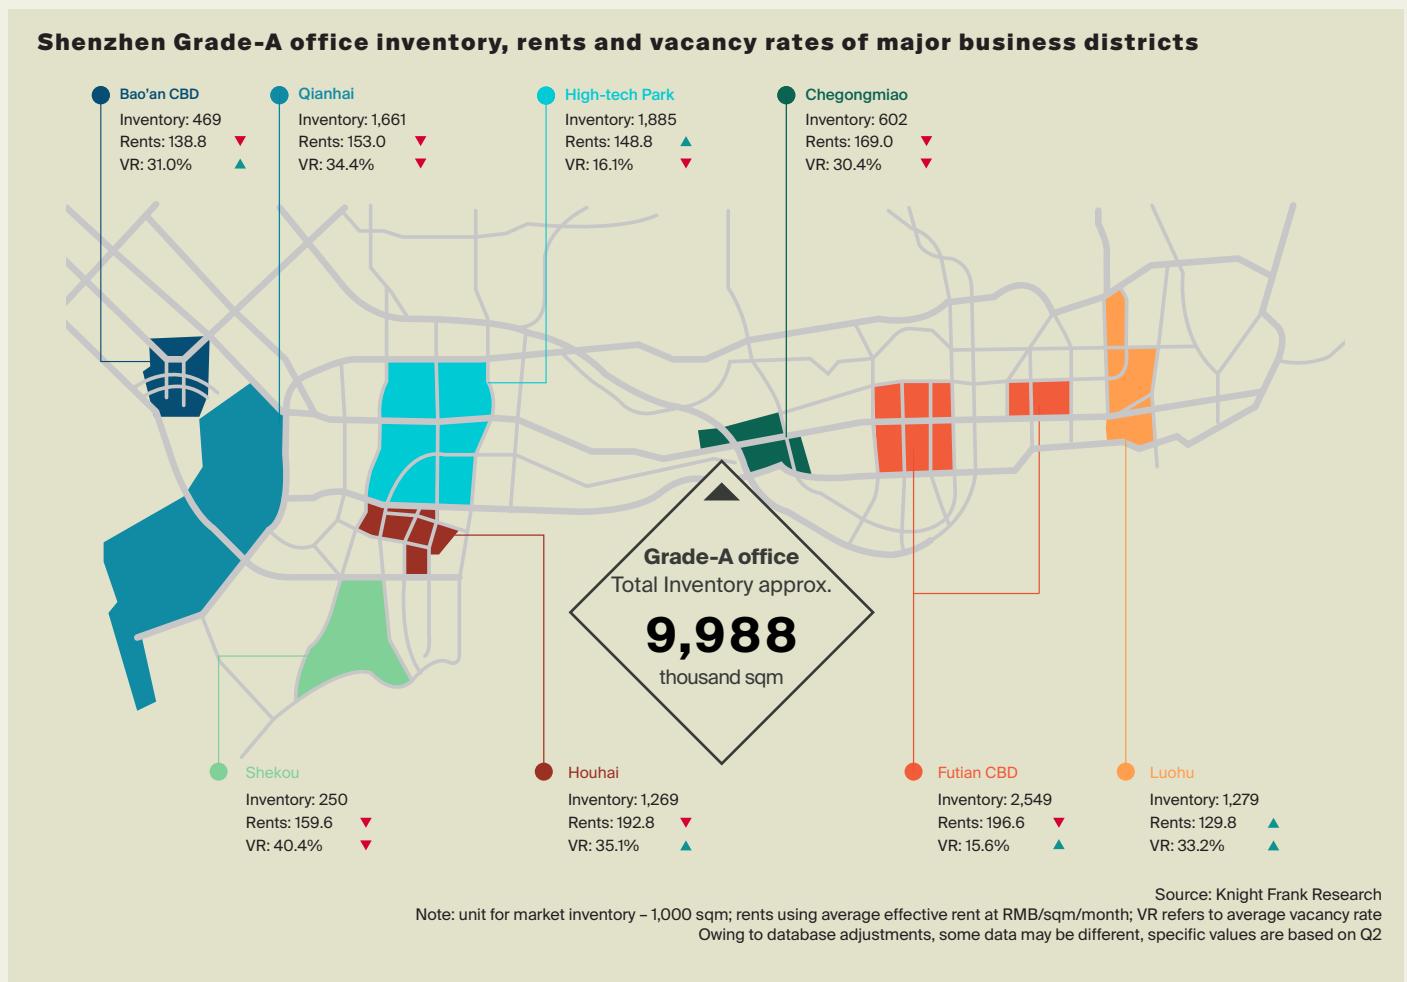 Shenzhen Grade-A office inventory, rents and vacancy rates of major business districts
Bao'an CBD
Inventory: 469
Rents: 138.8
VR: 31.0%
Qianhai
Inventory: 1,661
Rents: 153.0
VR: 34.4%
High-tech Park
Inventory: 1,885
Rents: 148.8
VR: 16.1%
Chegongmiao
Inventory: 602
Rents: 169.0
VR: 30.4%
Grade-A office
Total Inventory approx.
9,988
thousand sqm
Shekou
Inventory: 250
Rents: 159.6
VR: 40.4%
Houhai
Inventory: 1,269
Rents: 192.8
VR: 35.1%
Futian CBD
Inventory: 2,549
Rents: 196.6
VR: 15.6%
Luohu
Inventory: 1,279
Rents: 129.8
VR: 33.2%
Source: Knight Frank Research
Note: unit for market inventory – 1,000 sqm; rents using average effective rent at RMB/sqm/month; VR refers to average vacancy rate
Owing to database adjustments, some data may be different, specific values are based on Q2